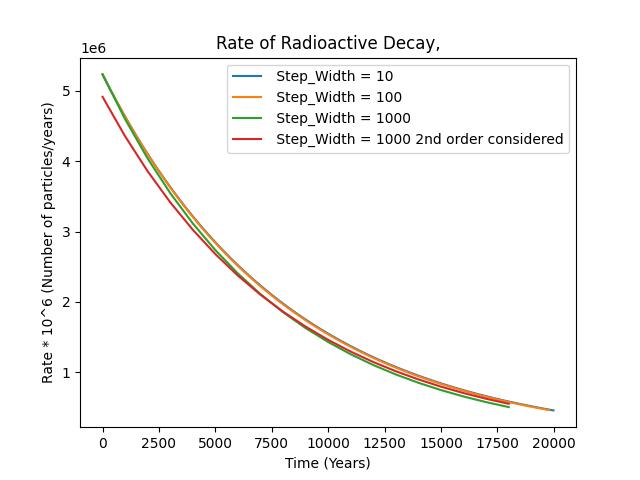 Rate of Radioactive Decay,
1e6
Step_Width = 10
Step_Width = 100
Step_Width = 1000
Step_Width = 1000 2nd order considered
5
4
3
2
1
Rate * 10^6 (Number of particles/years)
0 2500 5000 7500 10000 12500 15000 17500 20000
Time (Years)